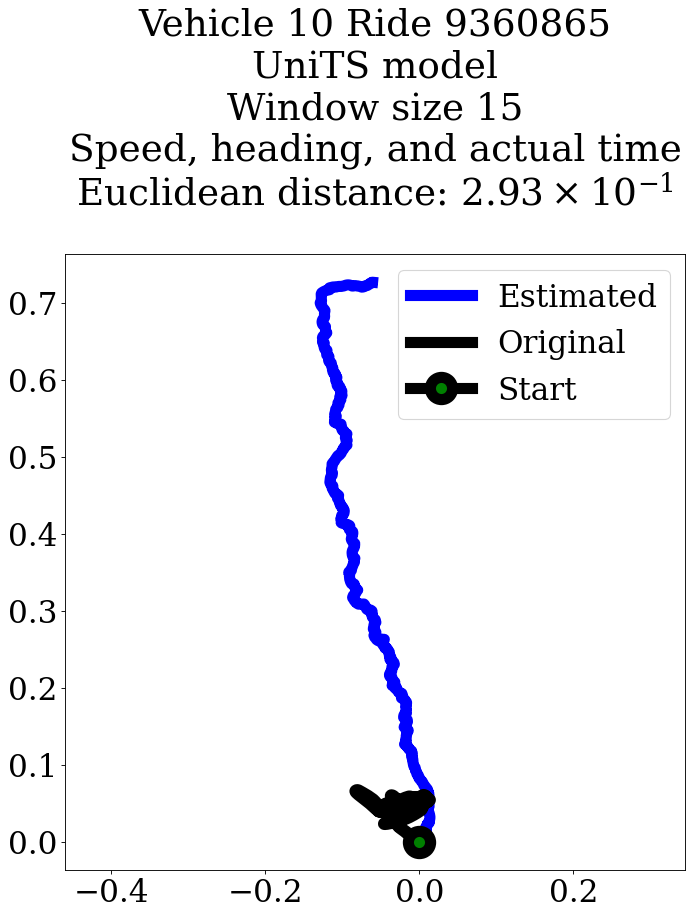 Vehicle 10 Ride 9360865
UniTS model
Window size 15
Speed, heading, and actual time
Euclidean distance: 2.93 × 10⁻¹
Estimated
Original
Start
0.7
0.6
0.5
0.4
0.3
0.2
0.1
0.0
−0.4 −0.2 0.0 0.2